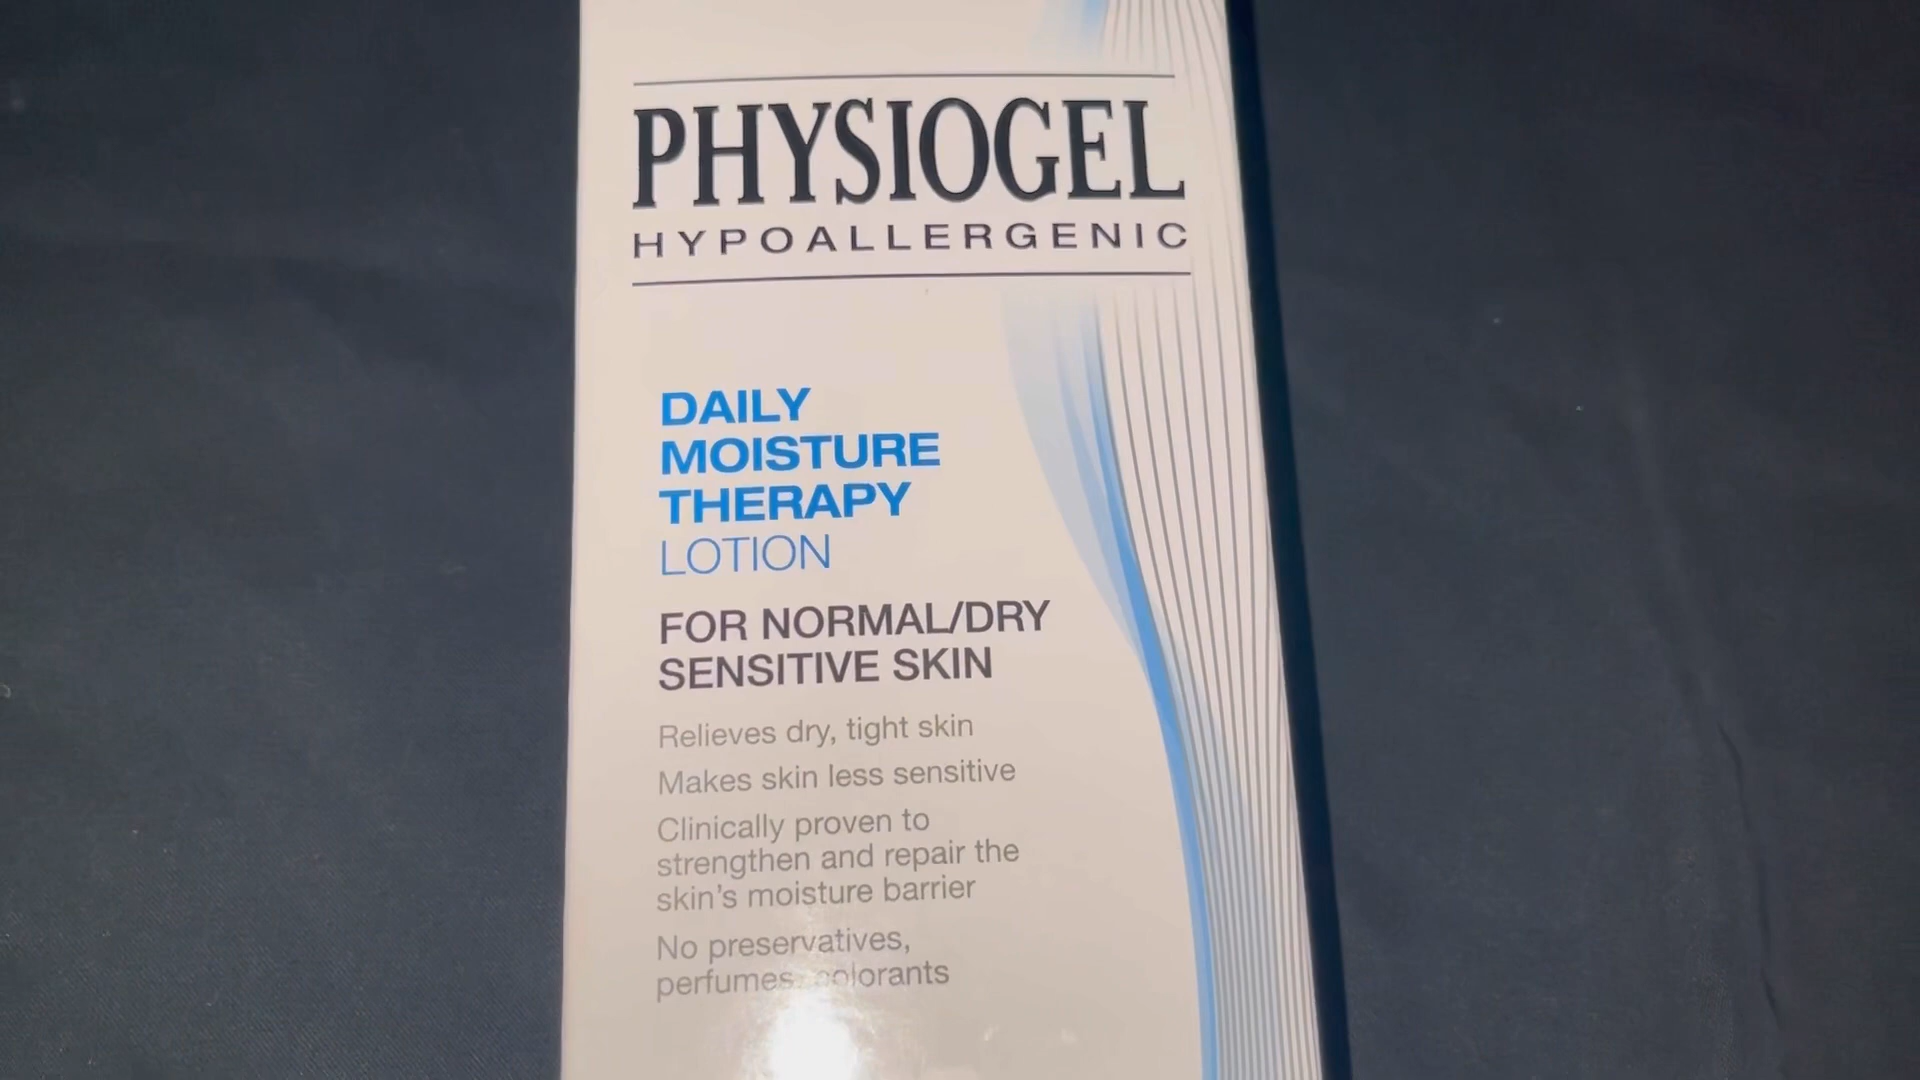 PHYSIOGEL
HYPOALLERGENIC
DAILY
MOISTURE
THERAPY
LOTION
FOR NORMAL/DRY
SENSITIVE SKIN
Relieves dry, tight skin
Makes skin less sensitive
Clinically proven to
strengthen and repair the
skin's moisture barrier
No preservatives,
perfumes, colorants